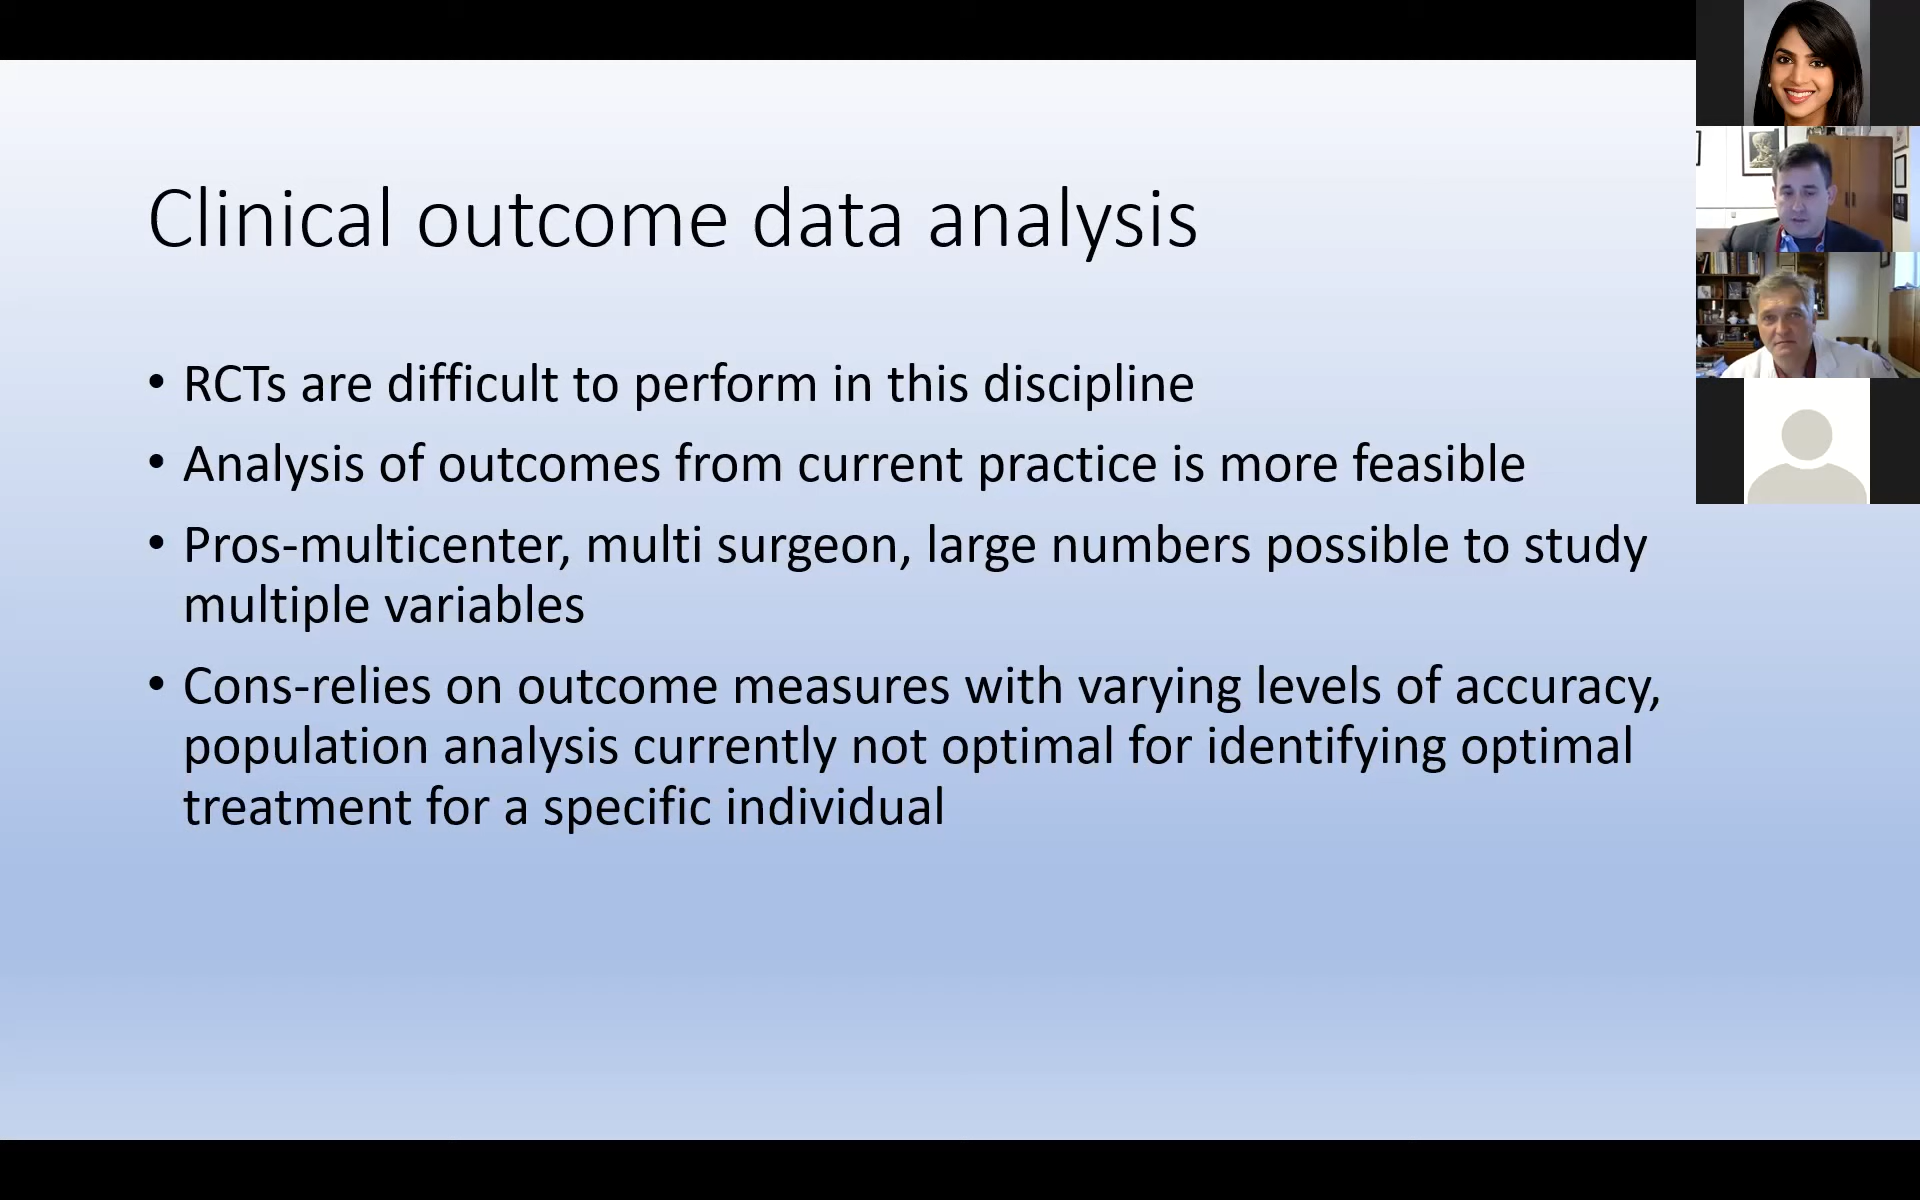 Clinical outcome data analysis
• RCTs are difficult to perform in this discipline
• Analysis of outcomes from current practice is more feasible
• Pros-multicenter, multi surgeon, large numbers possible to study
multiple variables
• Cons-relies on outcome measures with varying levels of accuracy,
population analysis currently not optimal for identifying optimal
treatment for a specific individual